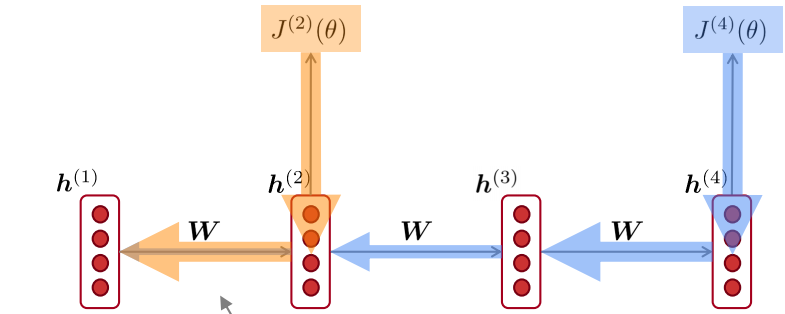 J^{(2)}(θ) J^{(4)}(θ)
h^{(1)} h^{(2)} h^{(3)} h^{(4)}
W W W